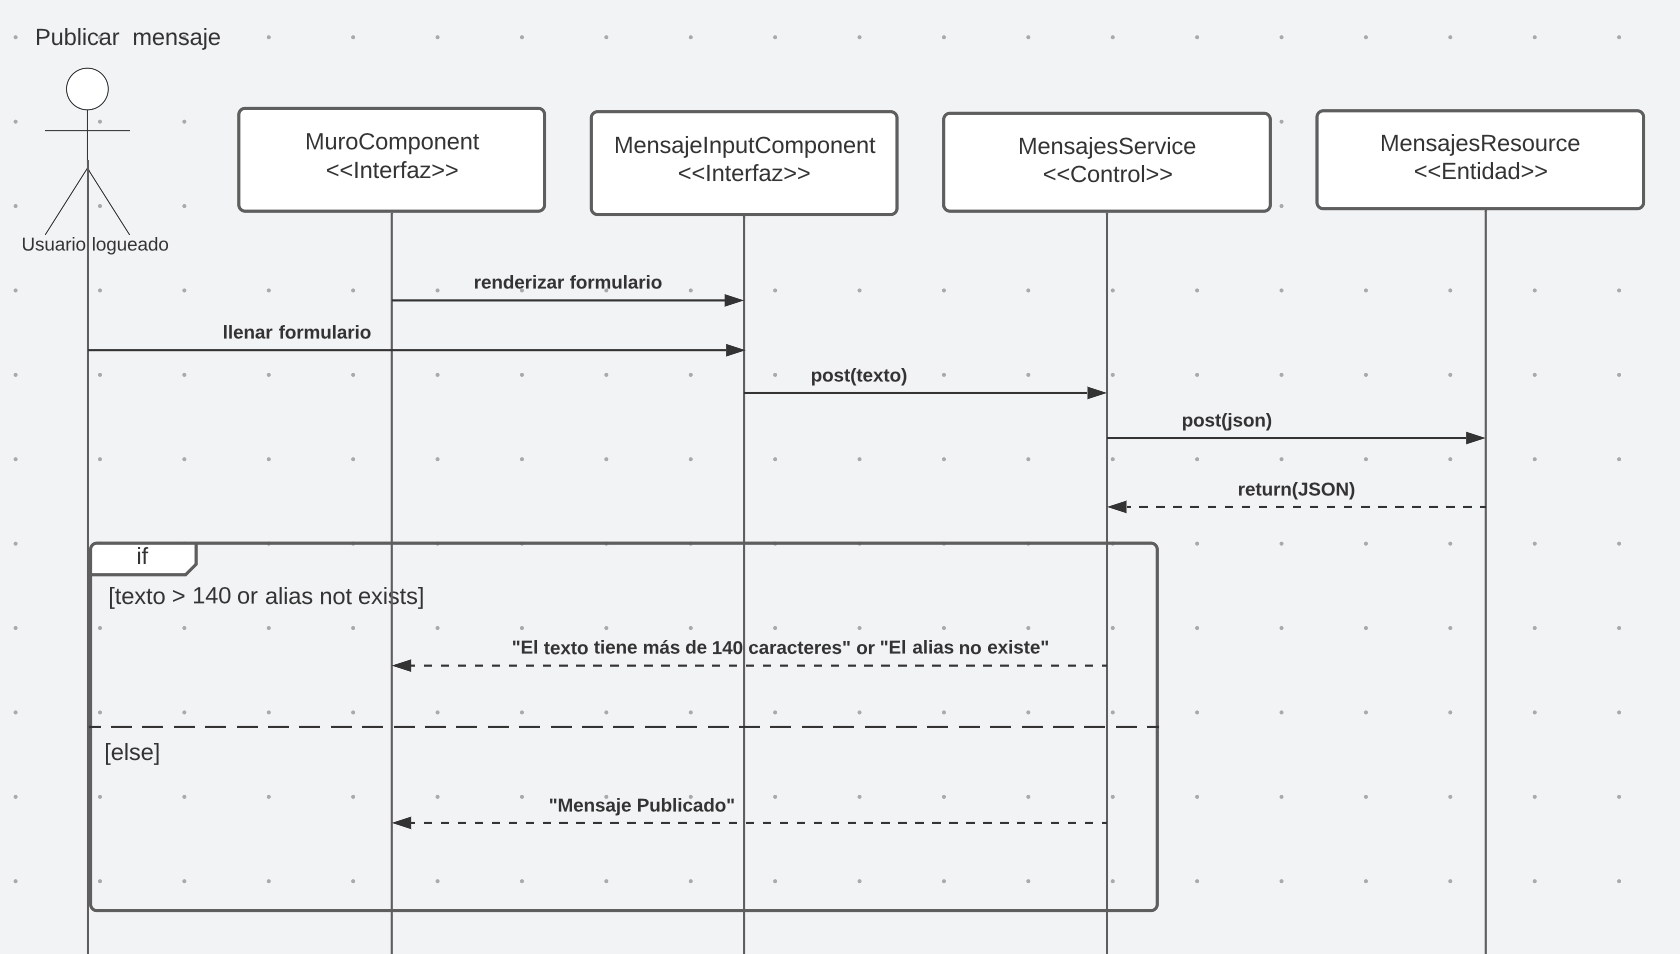 Publicar  mensaje
Usuario logueado
MuroComponent
<<Interfaz>>
MensajeInputComponent
<<Interfaz>>
MensajesService
<<Control>>
MensajesResource
<<Entidad>>
renderizar formulario
llenar formulario
post(texto)
post(json)
return(JSON)
if
[texto > 140 or alias not exists]
"El texto tiene más de 140 caracteres" or "El alias no existe"
[else]
"Mensaje Publicado"